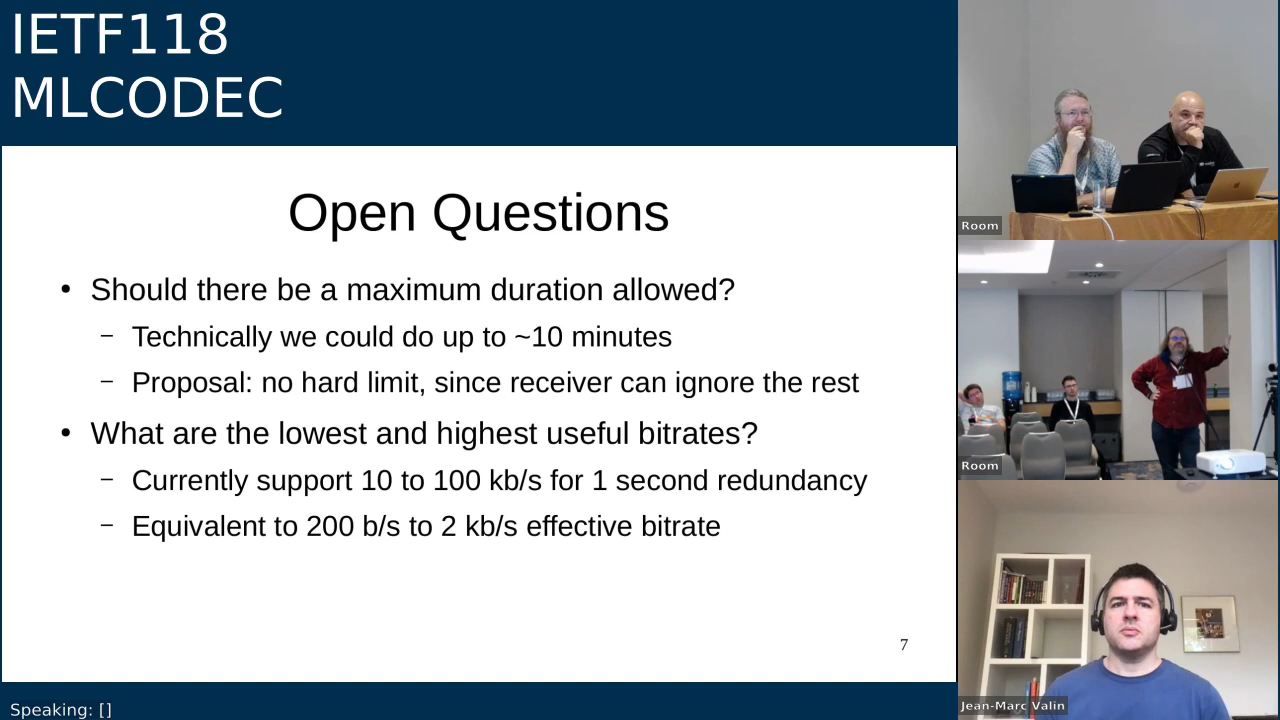 IETF118
MLCODEC
Open Questions
• Should there be a maximum duration allowed?
– Technically we could do up to ~10 minutes
– Proposal: no hard limit, since receiver can ignore the rest
• What are the lowest and highest useful bitrates?
– Currently support 10 to 100 kb/s for 1 second redundancy
– Equivalent to 200 b/s to 2 kb/s effective bitrate
7
Speaking: []
Room
Room
Jean-Marc Valin